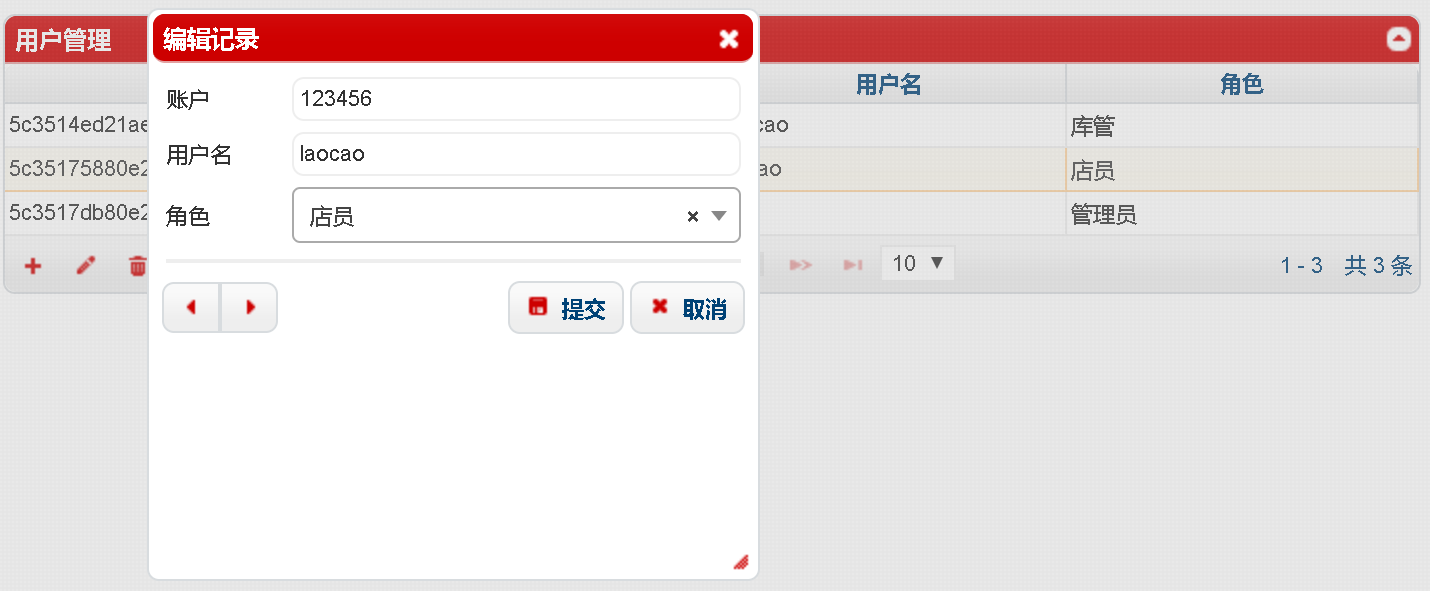 用户管理
编辑记录
用户名 角色
账户 123456
5c3514ed21ae cao 库管
用户名 laocao
5c35175880e2 ao 店员
角色 店员
5c3517db80e2 管理员
10 1 - 3 共 3 条
提交 取消